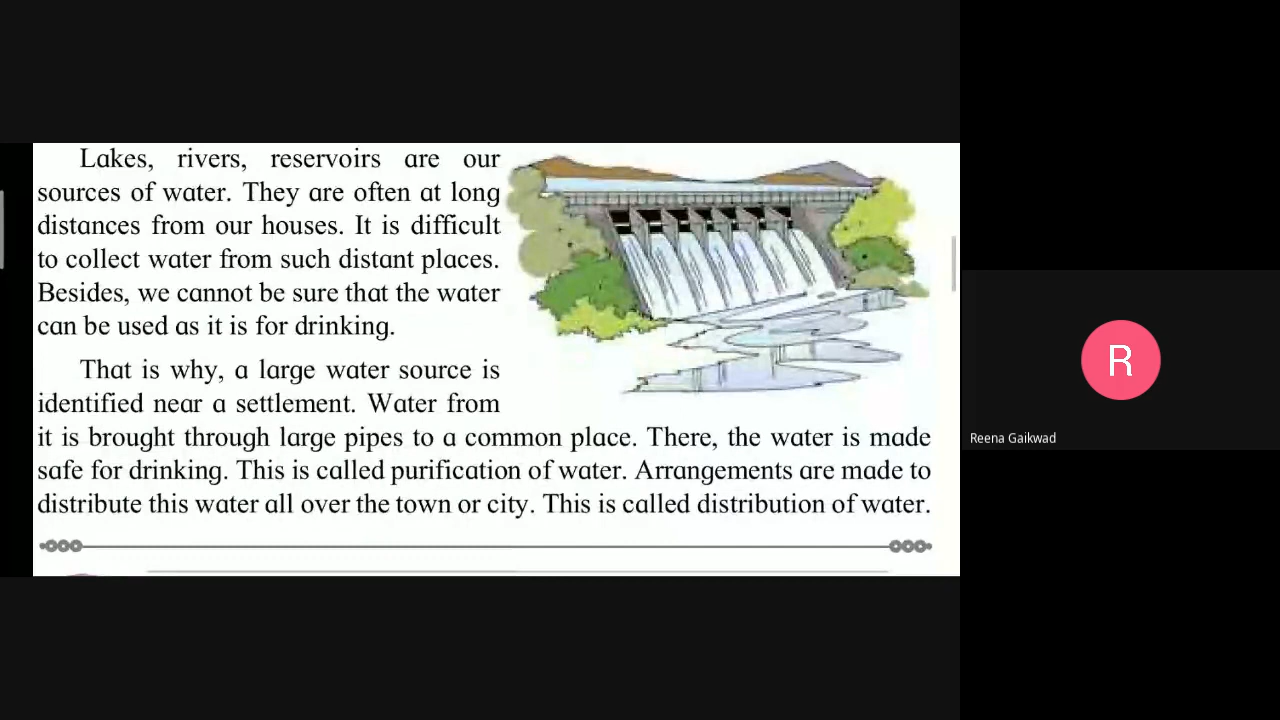 Lakes, rivers, reservoirs are our
sources of water. They are often at long
distances from our houses. It is difficult
to collect water from such distant places.
Besides, we cannot be sure that the water
can be used as it is for drinking.
That is why, a large water source is
identified near a settlement. Water from
it is brought through large pipes to a common place. There, the water is made
safe for drinking. This is called purification of water. Arrangements are made to
distribute this water all over the town or city. This is called distribution of water.
R
Reena Gaikwad